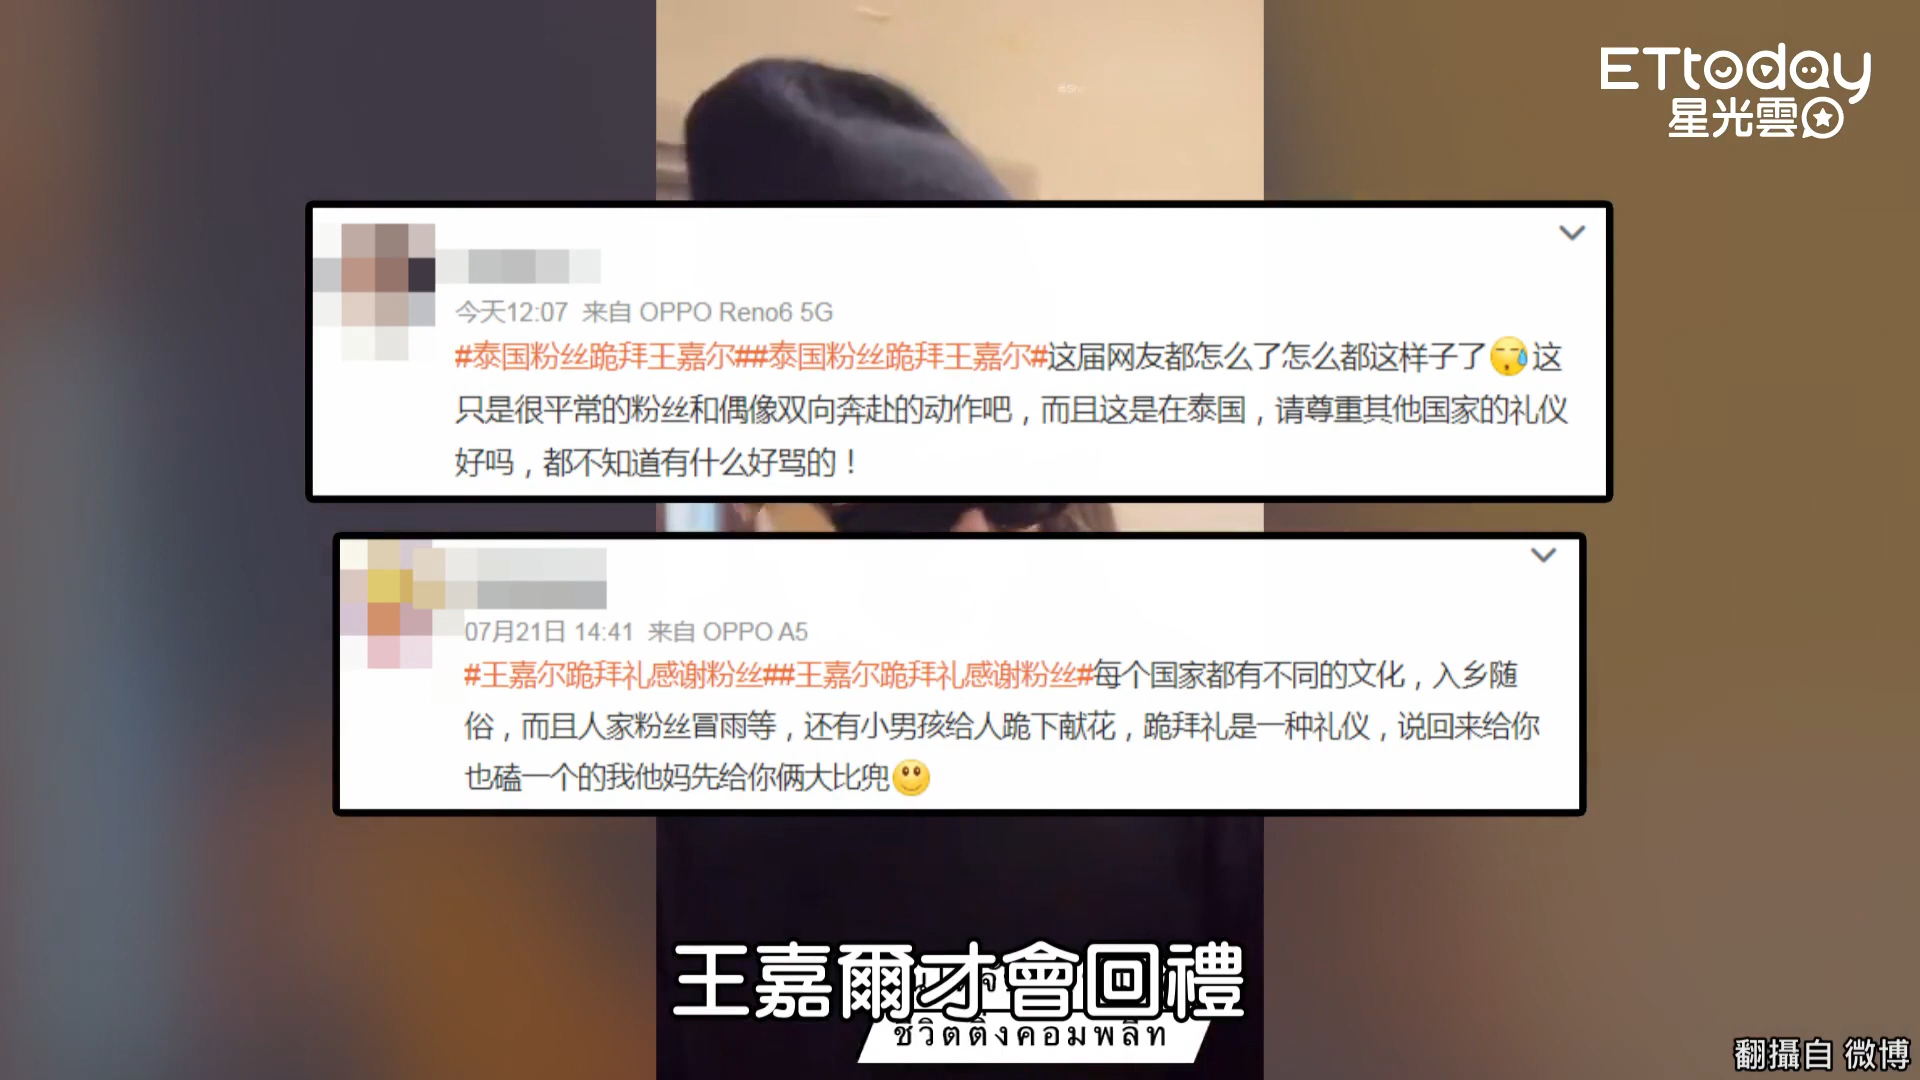 ETtoday
星光雲
今天12:07 来自 OPPO Reno6 5G
#泰国粉丝跪拜王嘉尔##泰国粉丝跪拜王嘉尔#这届网友都怎么了怎么都这样子了😥这
只是很平常的粉丝和偶像双向奔赴的动作吧，而且这是在泰国，请尊重其他国家的礼仪
好吗，都不知道有什么好骂的！
07月21日 14:41 来自 OPPO A5
#王嘉尔跪拜礼感谢粉丝##王嘉尔跪拜礼感谢粉丝#每个国家都有不同的文化，入乡随
俗，而且人家粉丝冒雨等，还有小男孩给人跪下献花，跪拜礼是一种礼仪，说回来给你
也磕一个的我他妈先给你俩大比兜🙂
王嘉爾才會回禮
ชีวิตติ่งคอมพลีท
翻攝自 微博